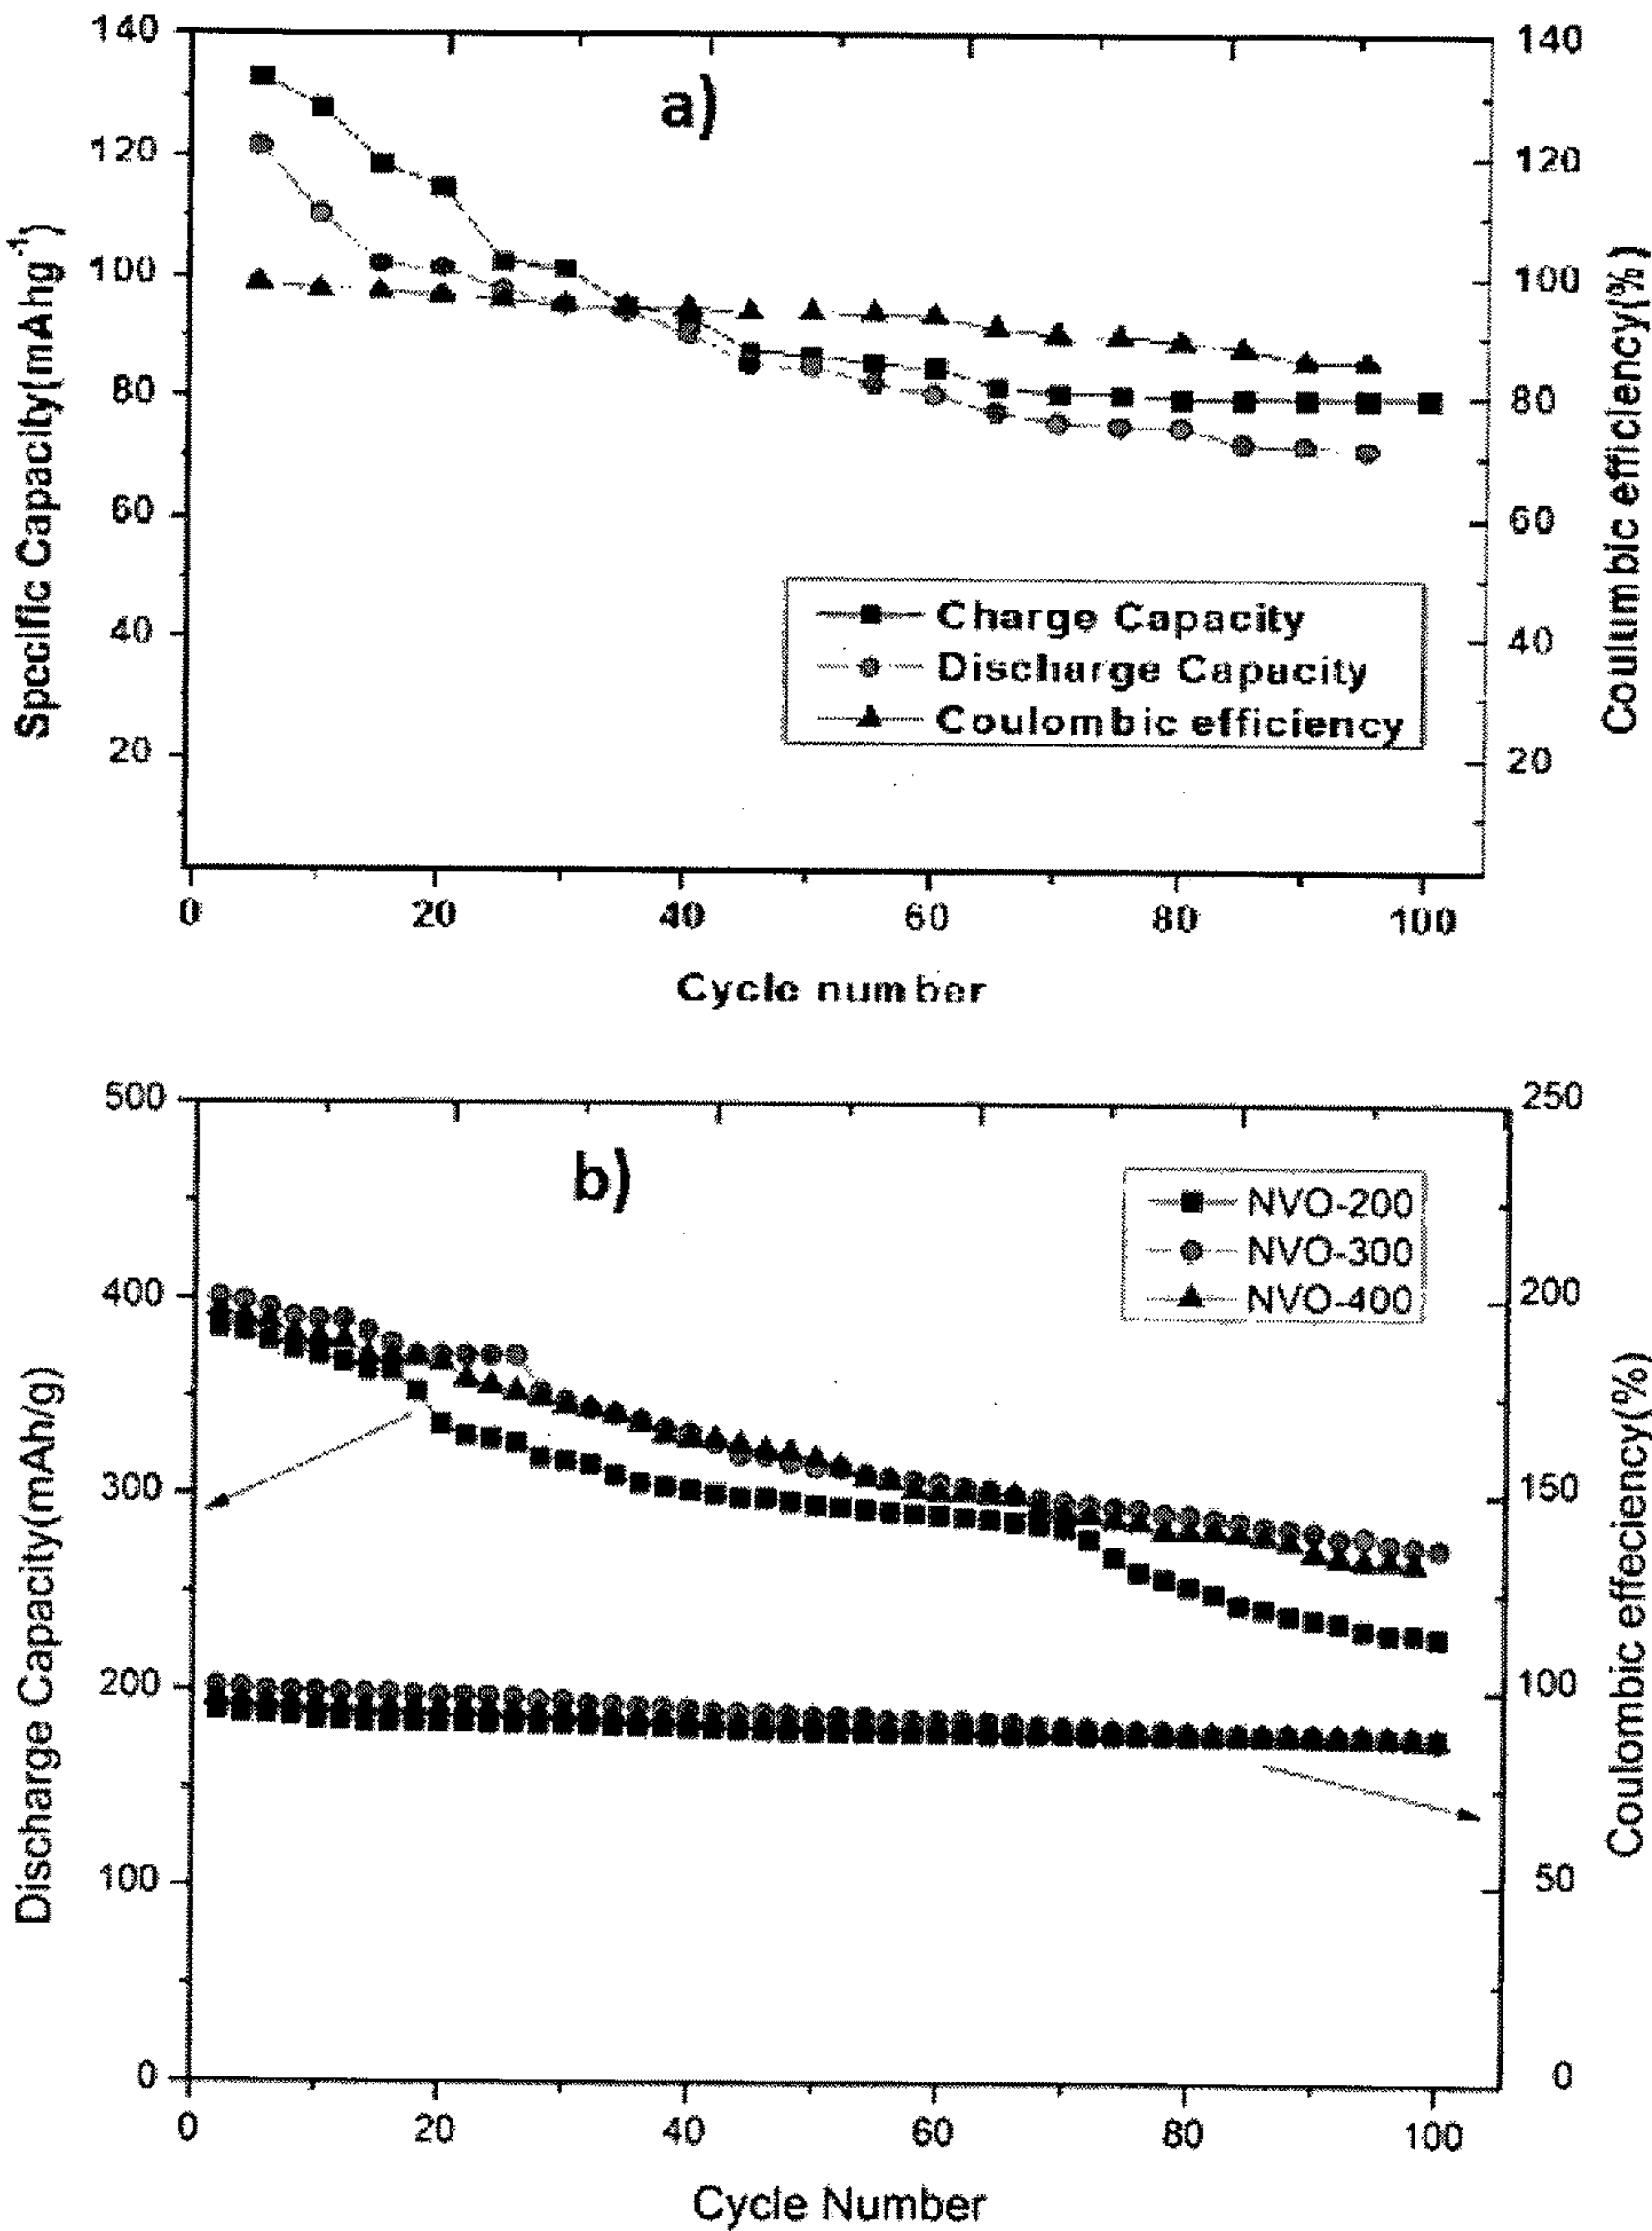 a)
140
120
100
80
60
40
20
Specific Capacity(mAhg⁻¹)
140
120
100
80
60
40
20
Coulumbic efficiency(%)
Charge Capacity
Discharge Capacity
Coulombic efficiency
0 20 40 60 80 100
Cycle number
b)
500
400
300
200
100
0
Discharge Capacity(mAh/g)
250
200
150
100
50
0
Coulombic effeciency(%)
NVO-200
NVO-300
NVO-400
0 20 40 60 80 100
Cycle Number